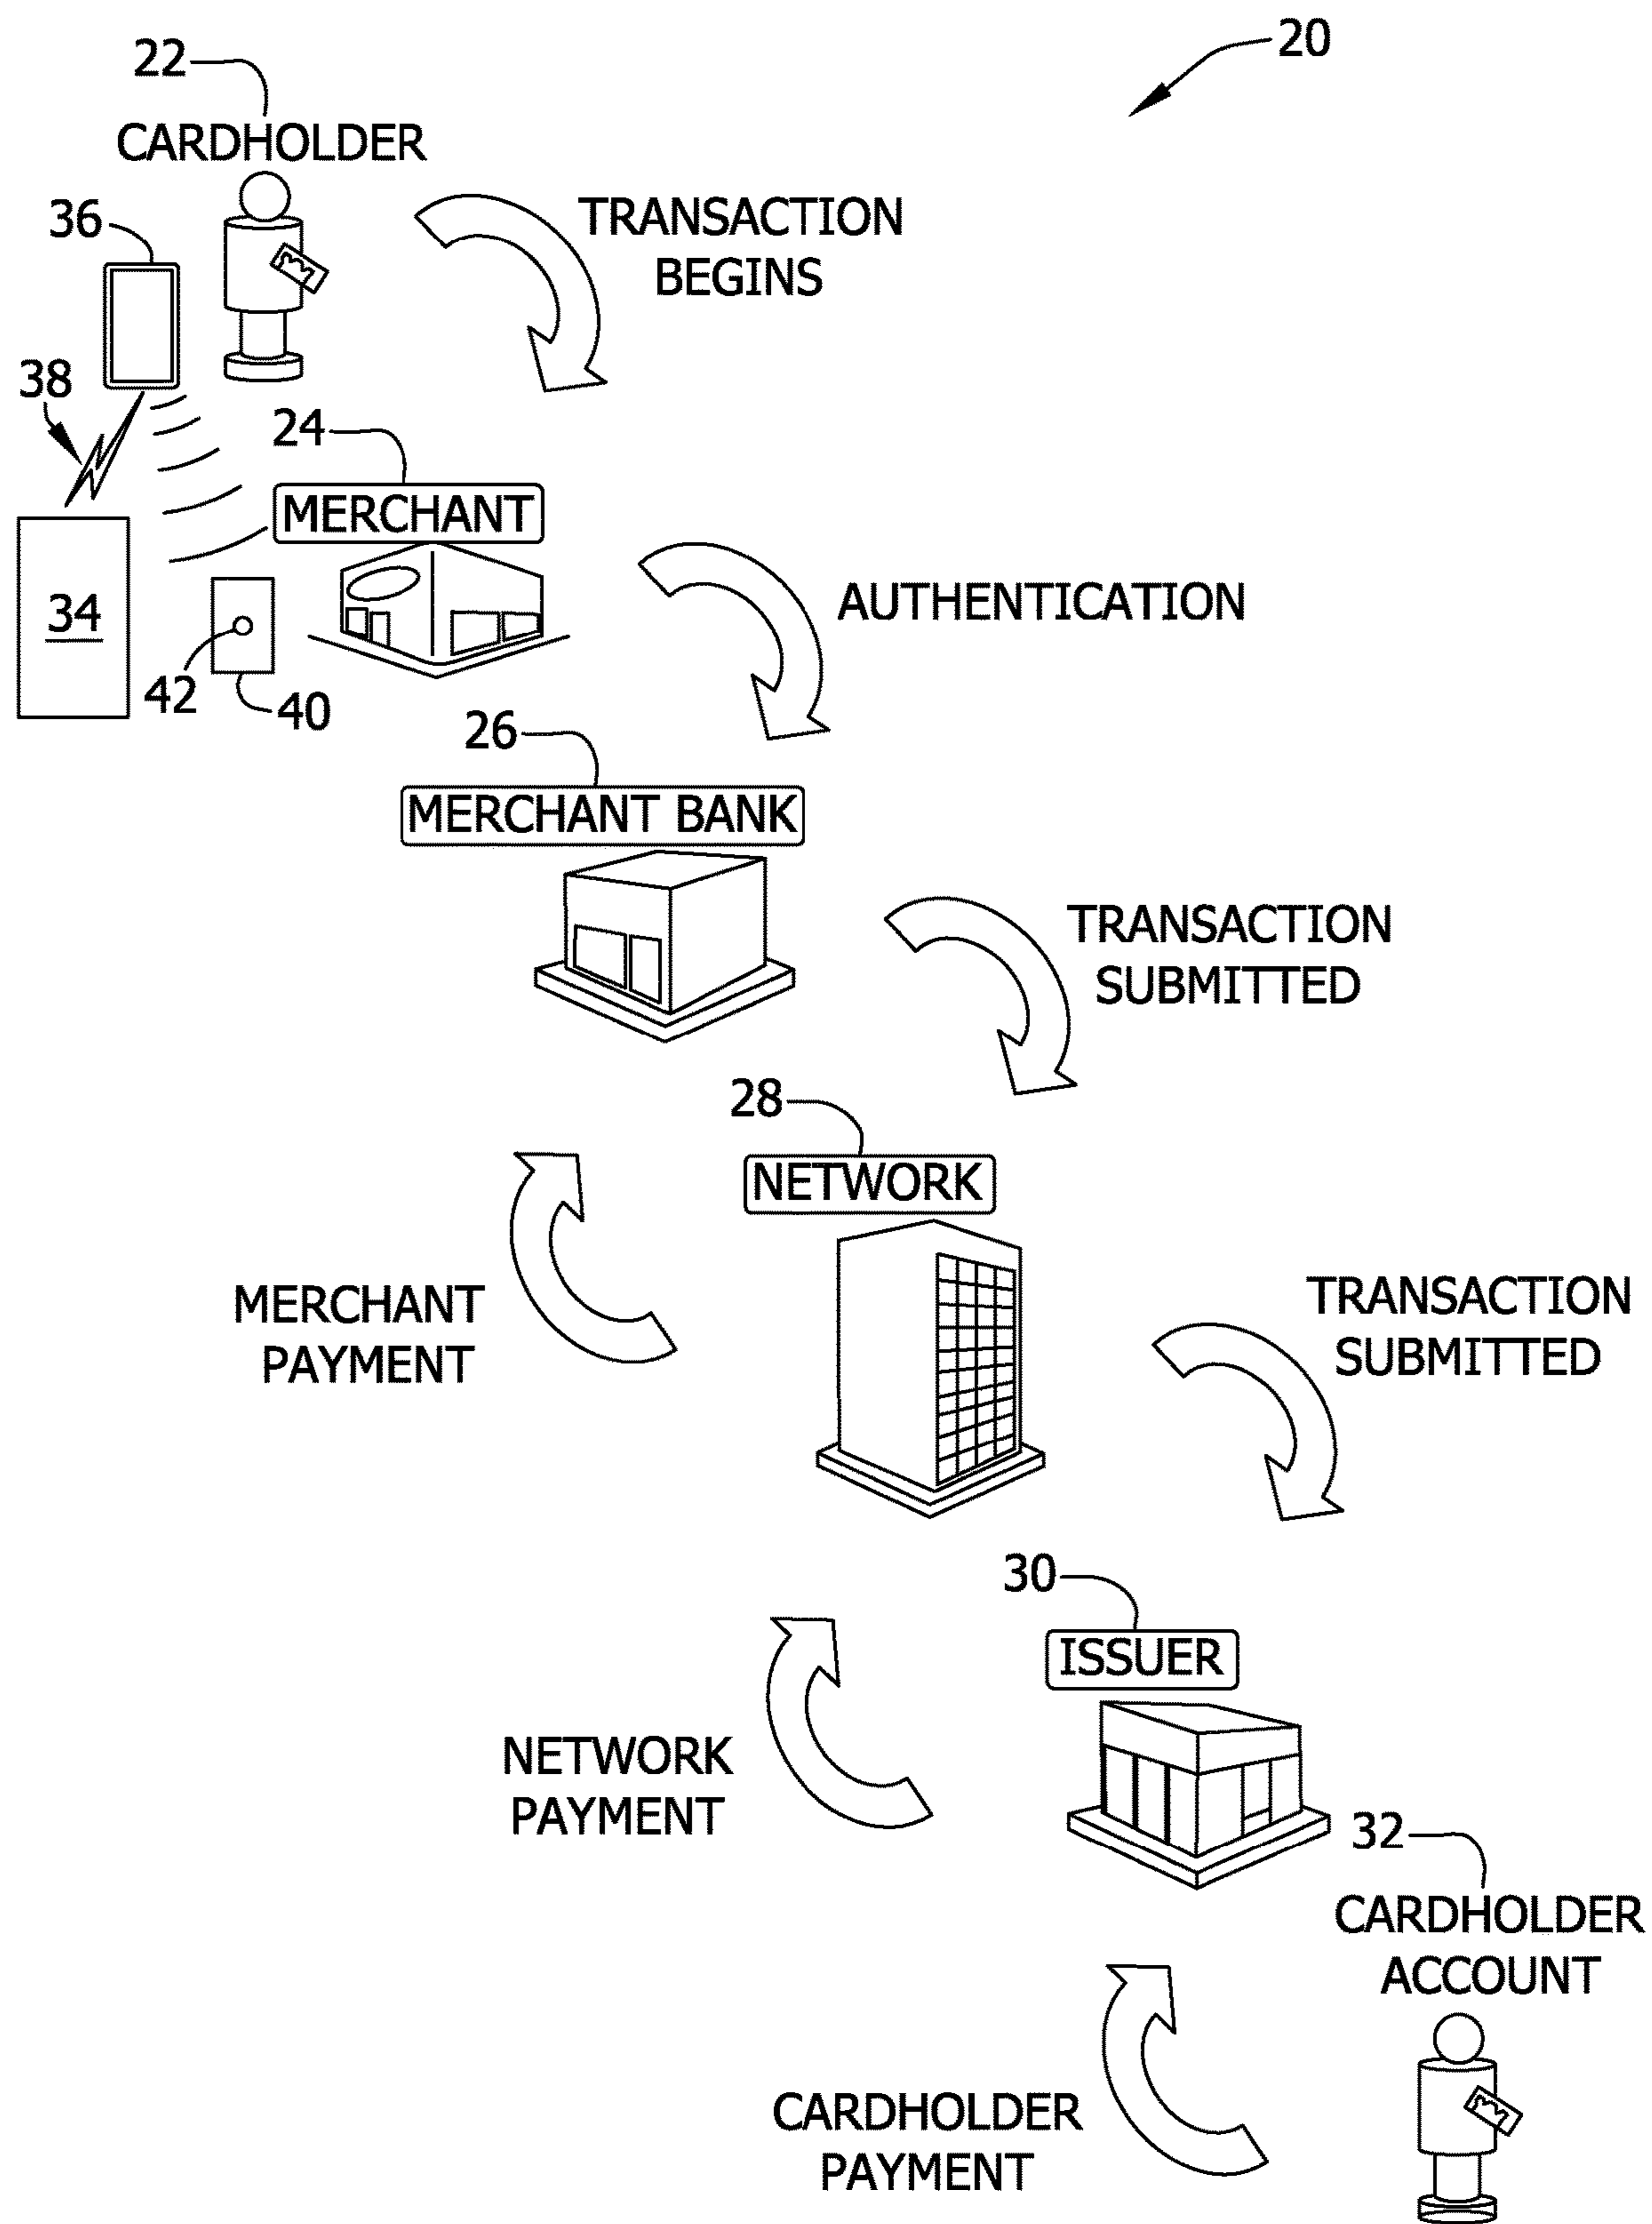 20
22
CARDHOLDER
36
TRANSACTION
BEGINS
38
24
MERCHANT
34
42
40
AUTHENTICATION
26
MERCHANT BANK
TRANSACTION
SUBMITTED
28
NETWORK
MERCHANT
PAYMENT
TRANSACTION
SUBMITTED
30
ISSUER
NETWORK
PAYMENT
32
CARDHOLDER
ACCOUNT
CARDHOLDER
PAYMENT